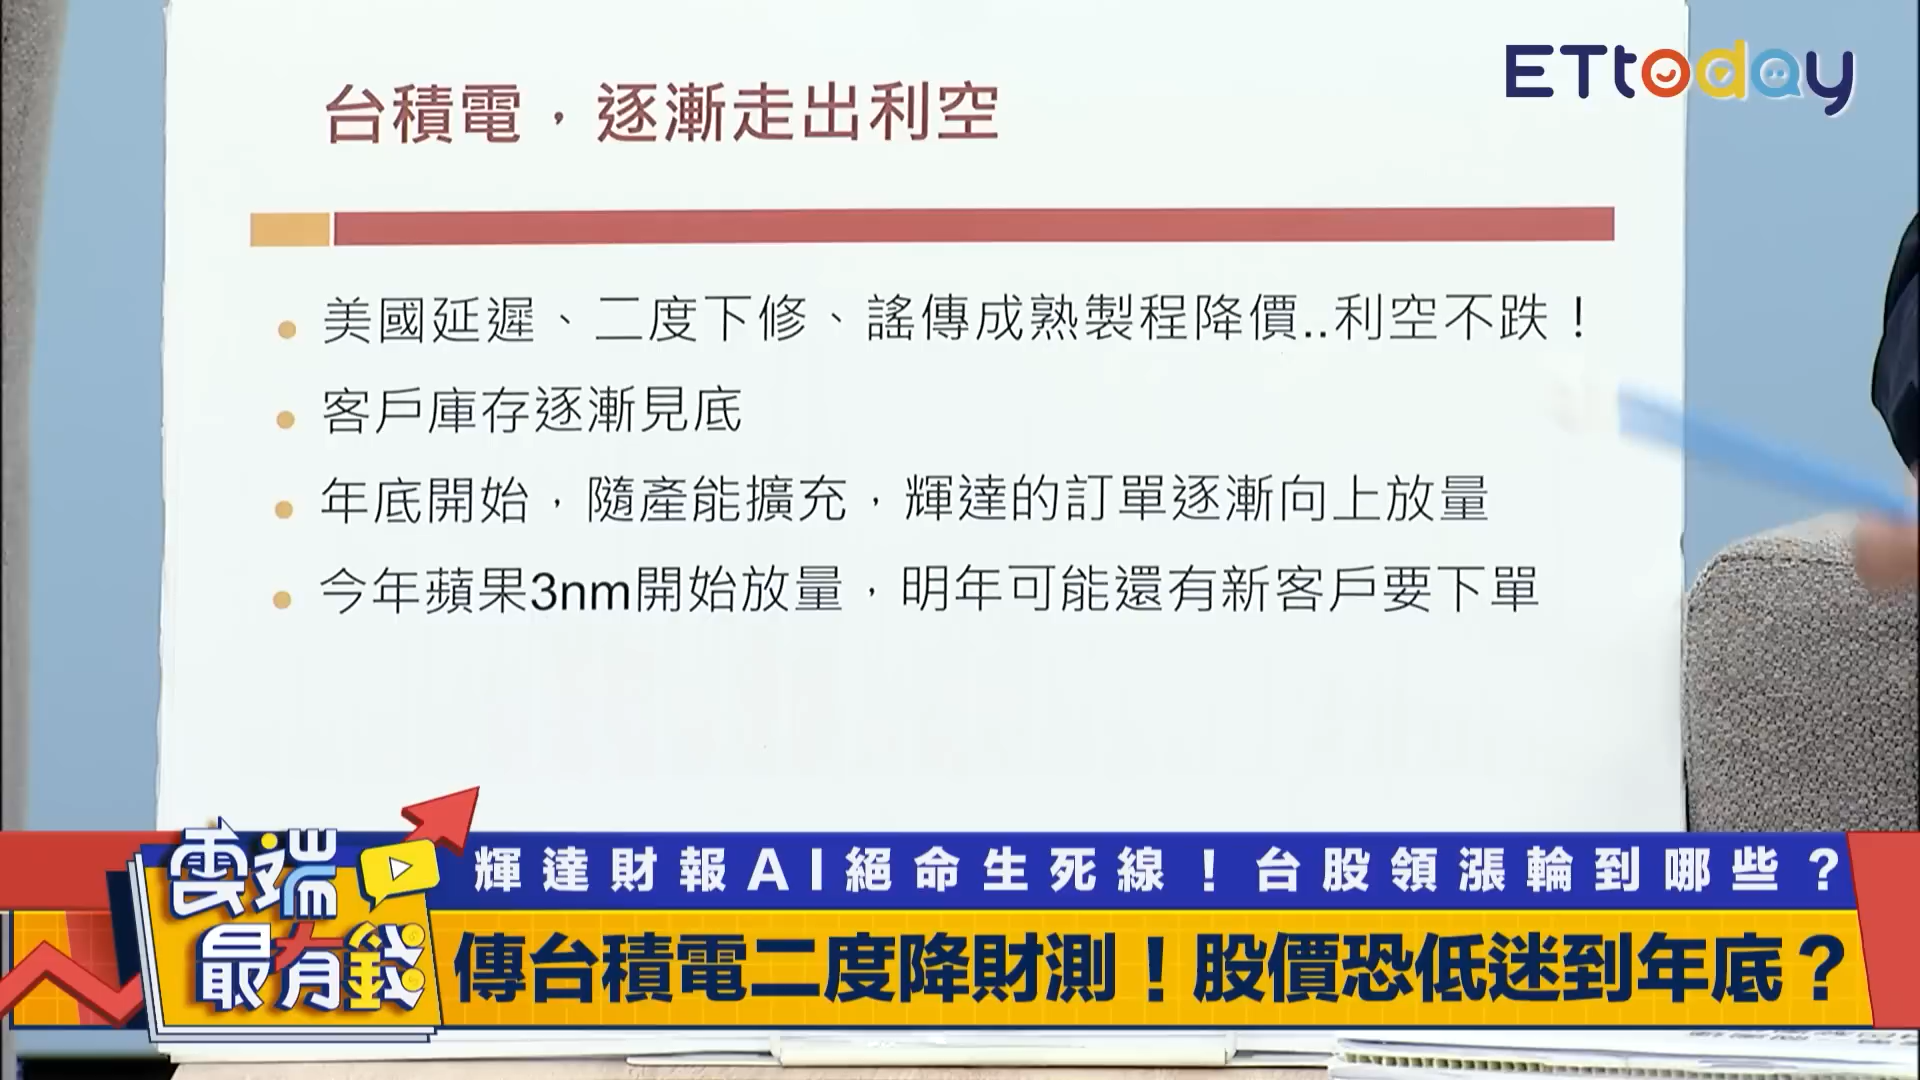 ETtoday
台積電，逐漸走出利空
美國延遲、二度下修、謠傳成熟製程降價..利空不跌！
客戶庫存逐漸見底
年底開始，隨產能擴充，輝達的訂單逐漸向上放量
今年蘋果3nm開始放量，明年可能還有新客戶要下單
雲端
最有錢
輝達財報AI絕命生死線！台股領漲輪到哪些？
傳台積電二度降財測！股價恐低迷到年底？